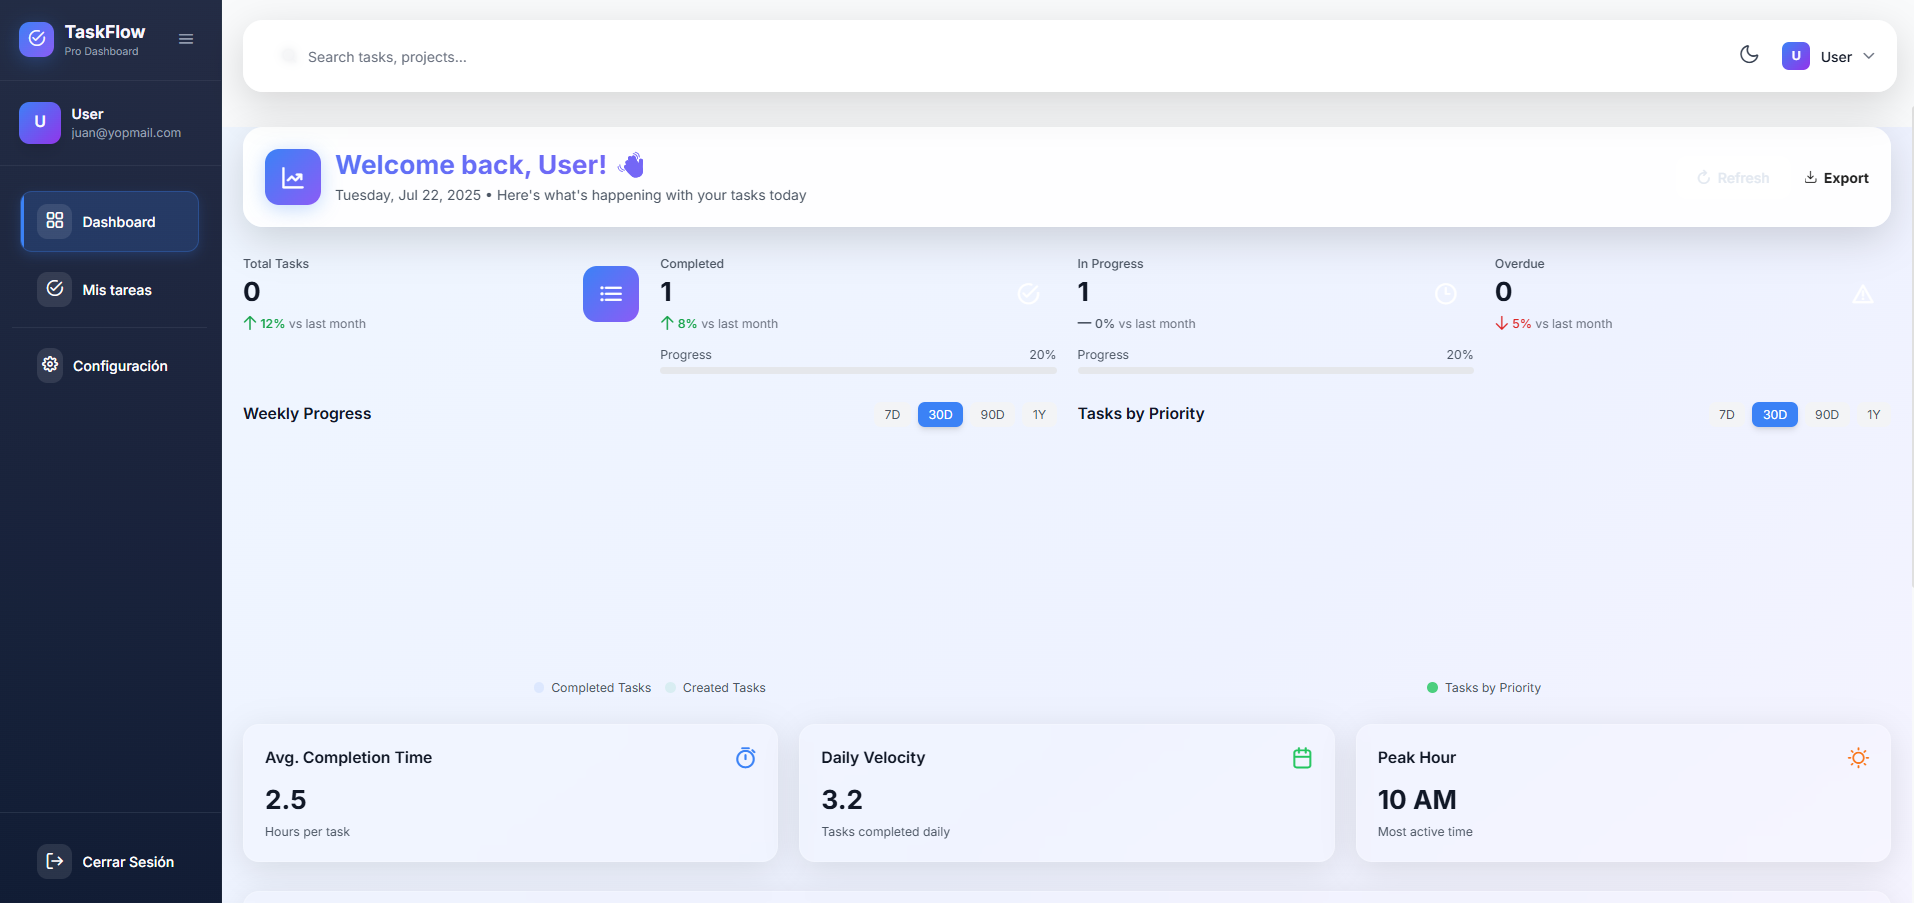 TaskFlow
Pro Dashboard
Search tasks, projects...
U
User
U
User
juan@yopmail.com
Dashboard
Mis tareas
Configuración
Cerrar Sesión
Welcome back, User!
Tuesday, Jul 22, 2025 • Here's what's happening with your tasks today
Refresh
Export
Total Tasks
0
12% vs last month
Completed
1
8% vs last month
Progress 20%
In Progress
1
0% vs last month
Progress 20%
Overdue
0
5% vs last month
Weekly Progress
7D 30D 90D 1Y
Completed Tasks Created Tasks
Tasks by Priority
7D 30D 90D 1Y
Tasks by Priority
Avg. Completion Time
2.5
Hours per task
Daily Velocity
3.2
Tasks completed daily
Peak Hour
10 AM
Most active time